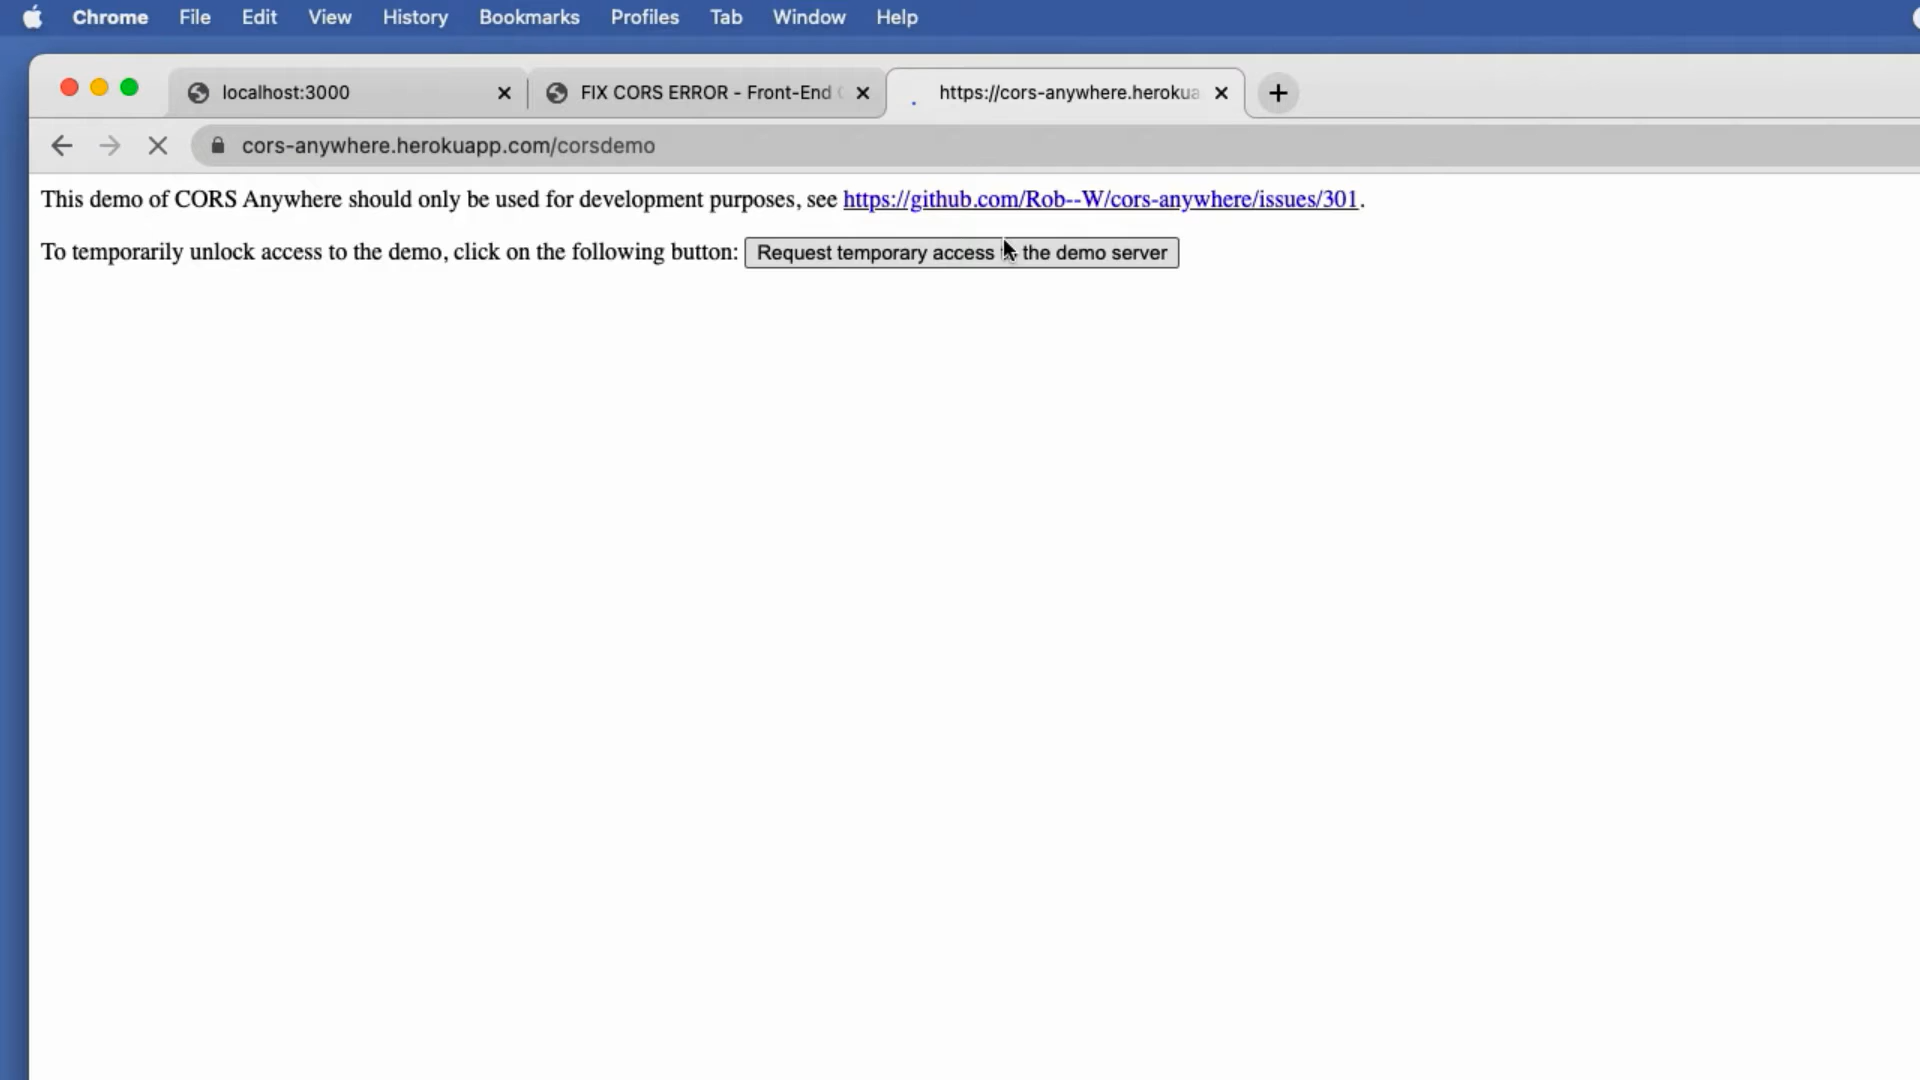 Chrome File Edit View History Bookmarks Profiles Tab Window Help
localhost:3000 FIX CORS ERROR - Front-End https://cors-anywhere.heroku
cors-anywhere.herokuapp.com/corsdemo
This demo of CORS Anywhere should only be used for development purposes, see https://github.com/Rob--W/cors-anywhere/issues/301.
To temporarily unlock access to the demo, click on the following button: Request temporary access the demo server